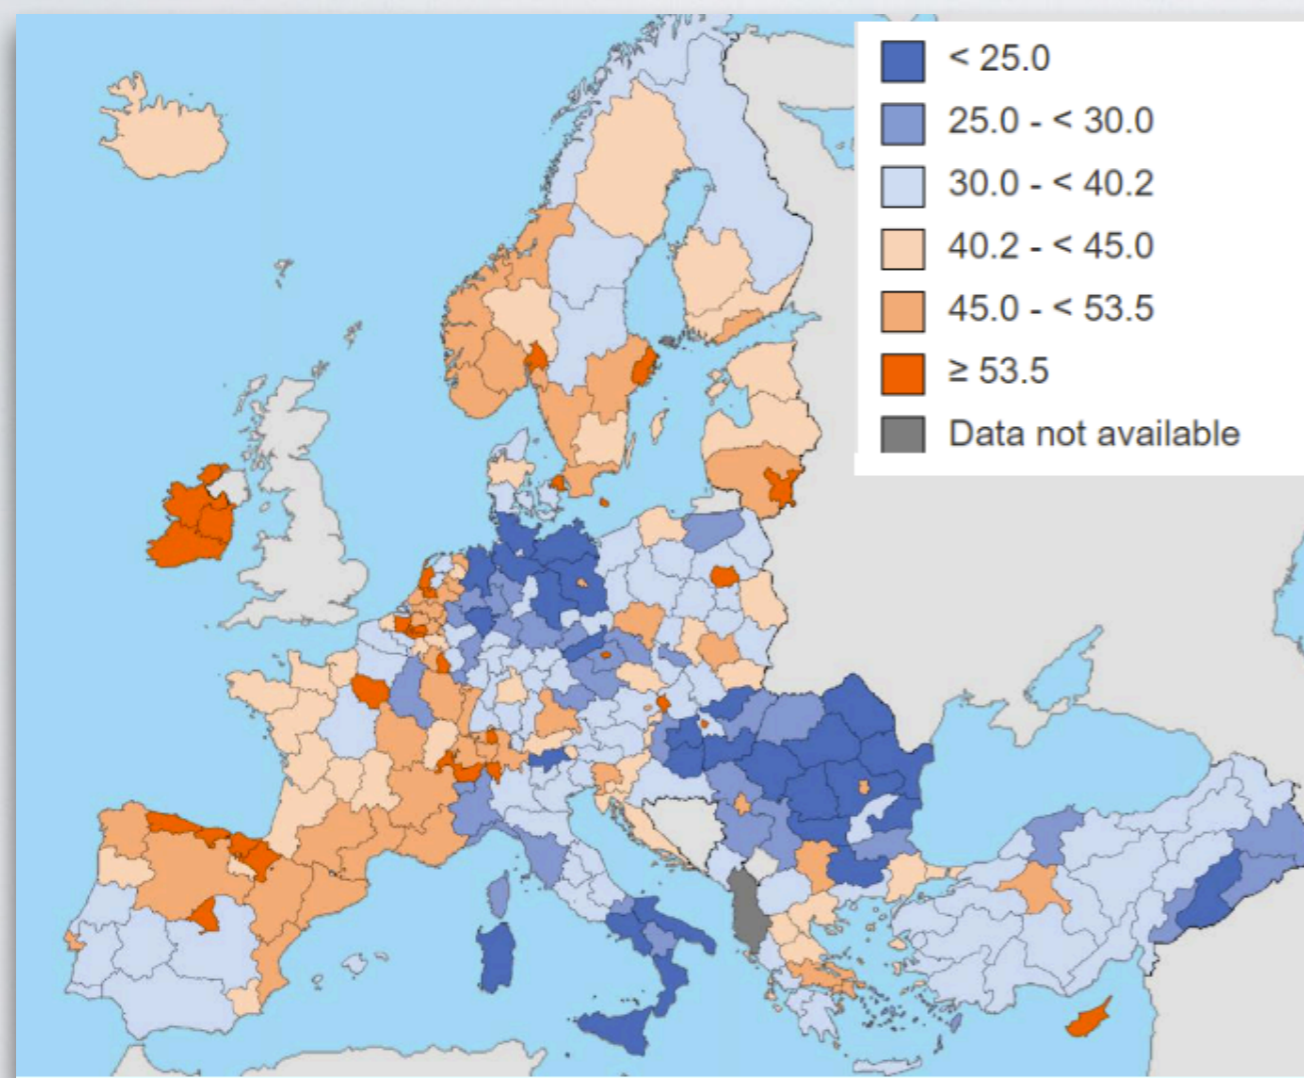 < 25.0
25.0 - < 30.0
30.0 - < 40.2
40.2 - < 45.0
45.0 - < 53.5
≥ 53.5
Data not available